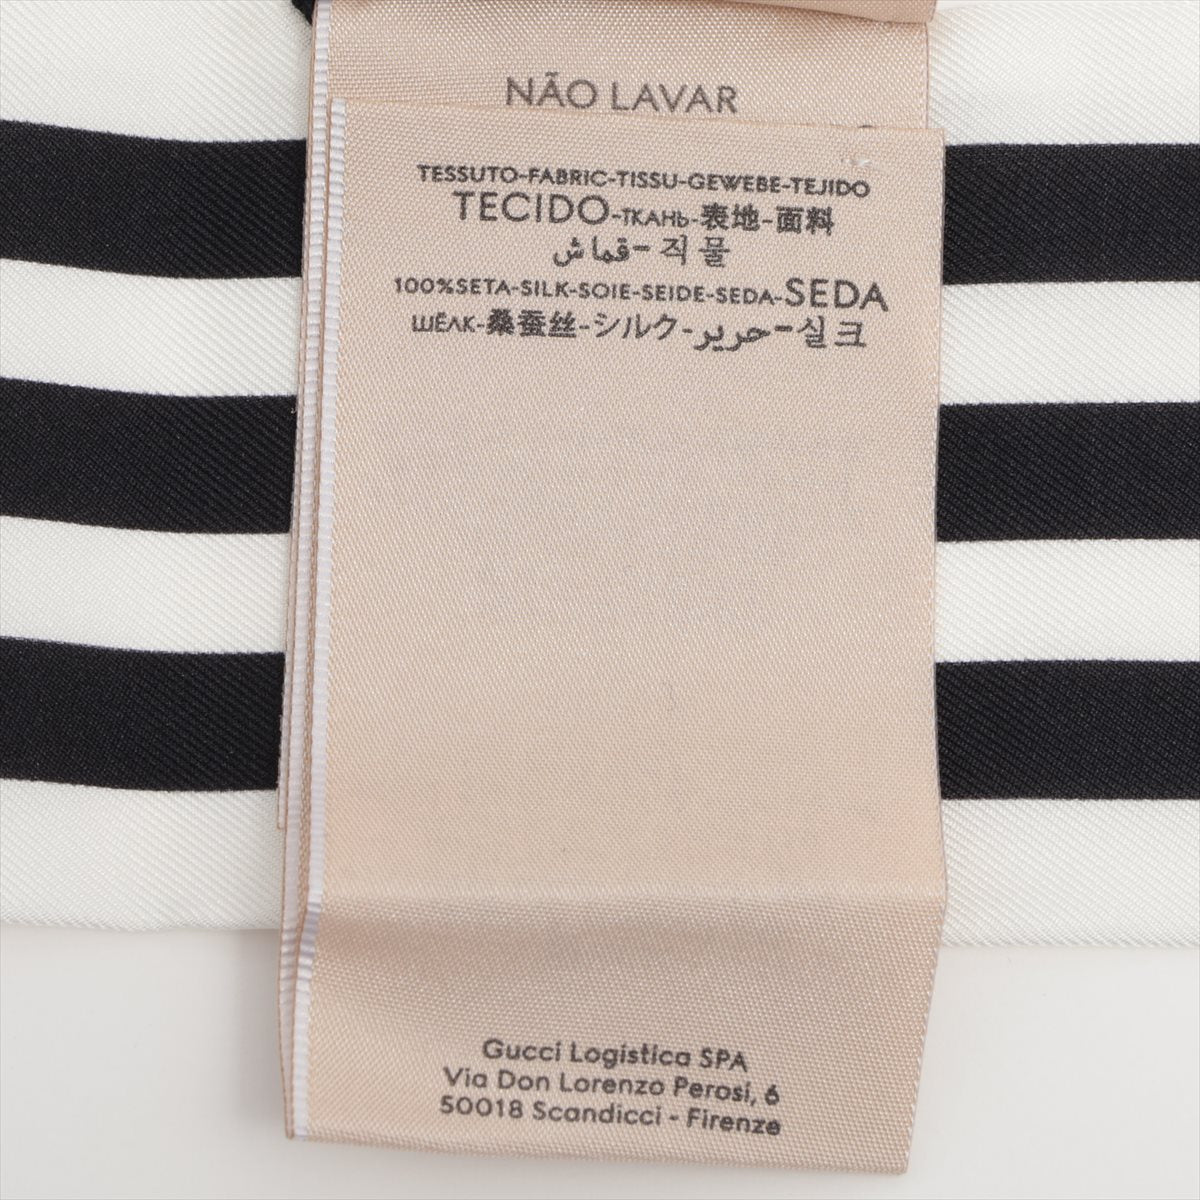 NÃO LAVAR
TESSUTO-FABRIC-TISSU-GEWEBE-TEJIDO
TECIDO-ТКАНЬ-表地-面料
قماش-직물
100%SETA-SILK-SOIE-SEIDE-SEDA-SEDA
ШЁЛК-桑蚕丝-シルク-حرير-실크
Gucci Logistica SPA
Via Don Lorenzo Perosi, 6
50018 Scandicci - Firenze